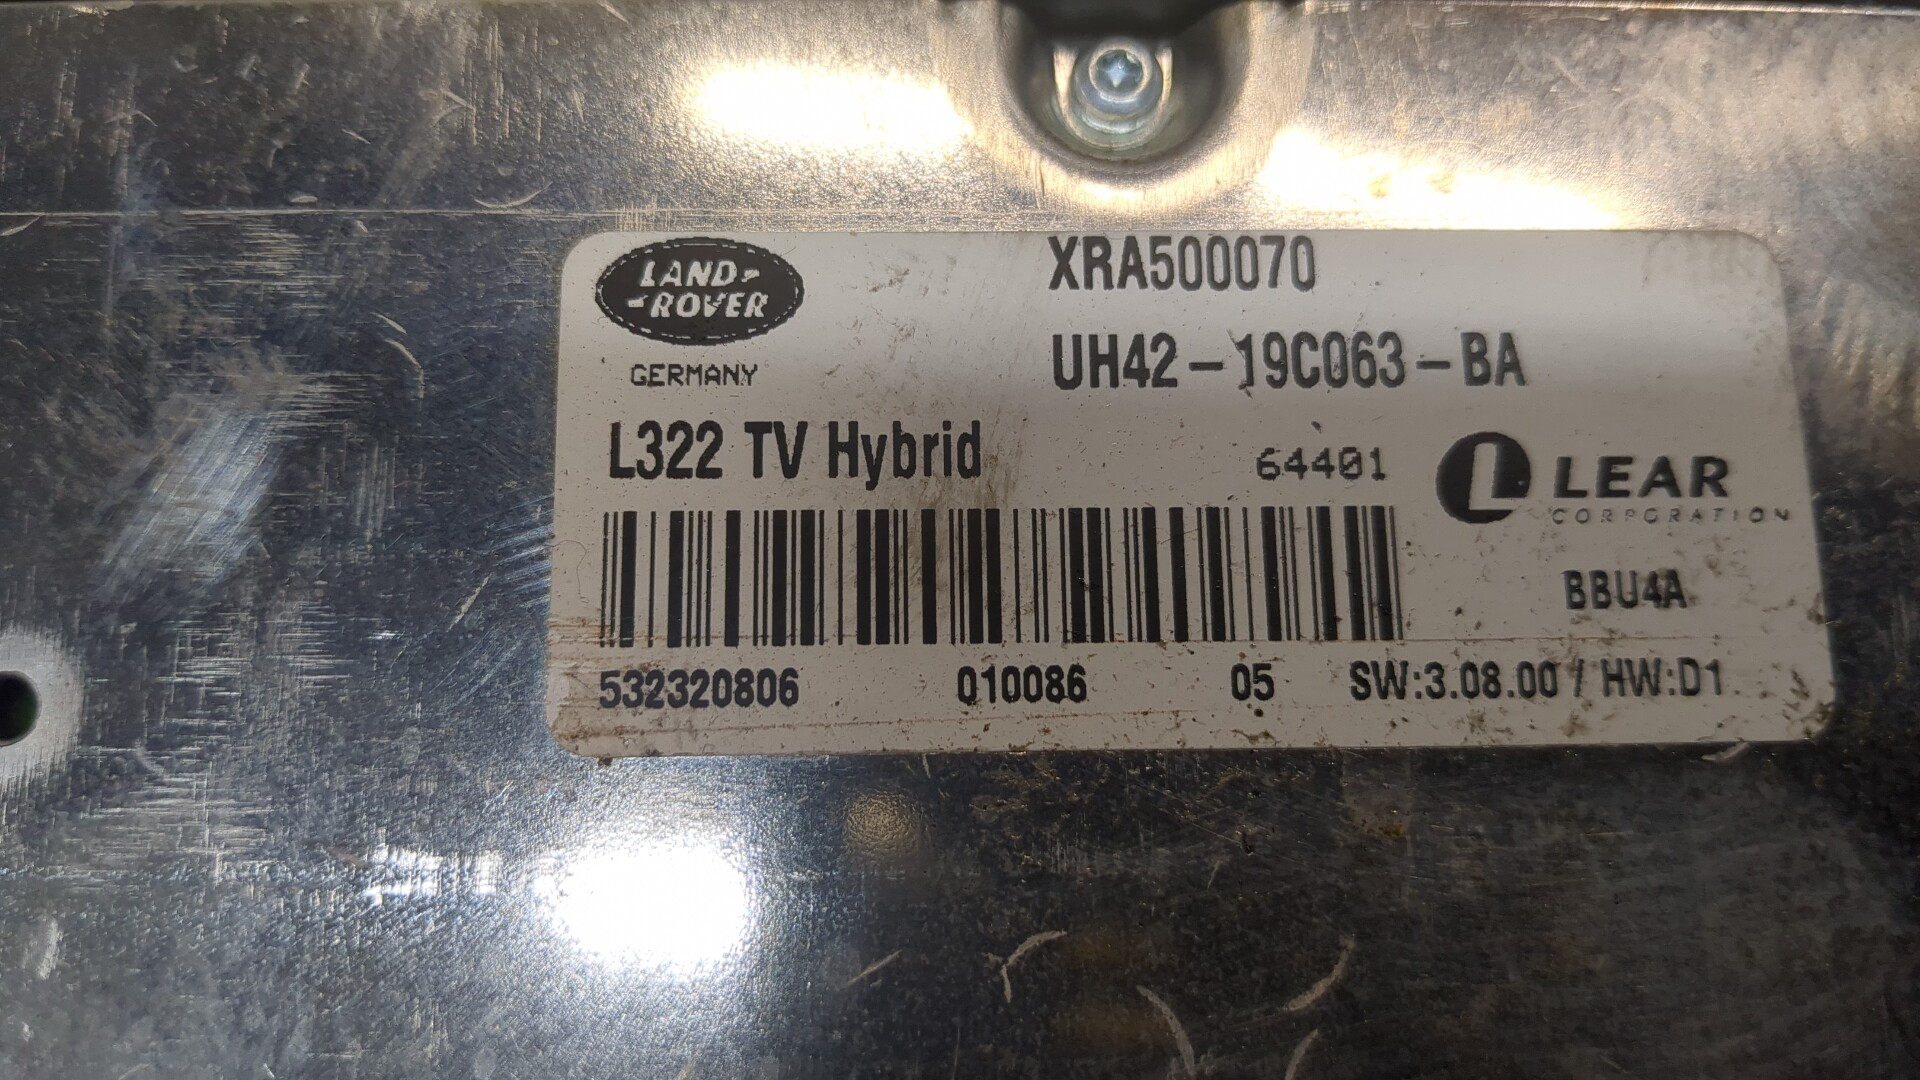 LAND-
-ROVER
GERMANY
XRA500070
UH42-19C063-BA
L322 TV Hybrid
64401
LEAR
CORPORATION
BBU4A
532320806 010086 05 SW:3.08.00 / HW:D1